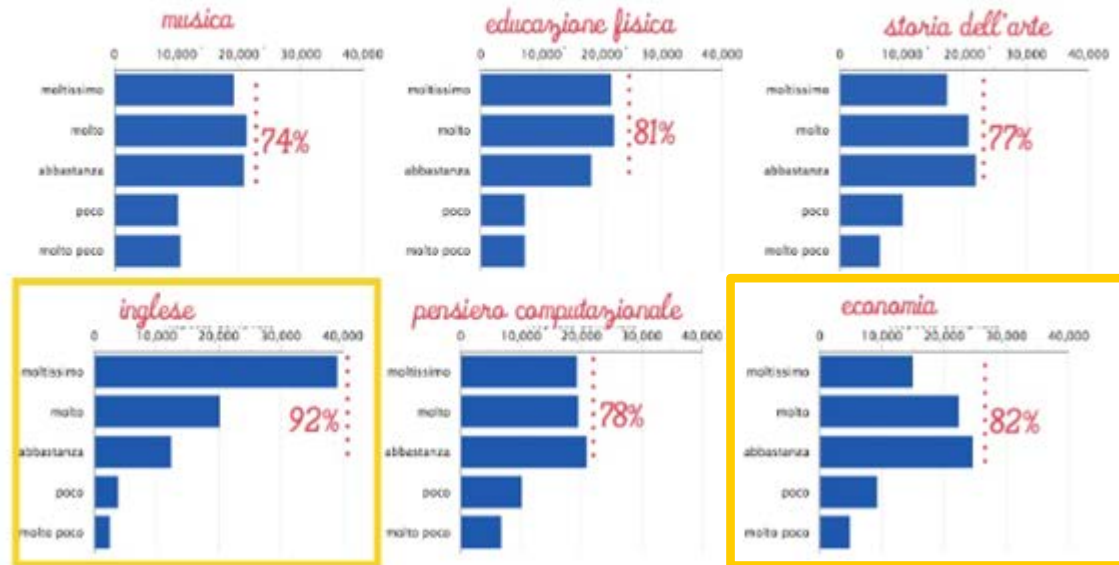 musica
0 10,000 20,000 30,000 40,000
moltissimo
molto
abbastanza
poco
molto poco
74%
educazione fisica
0 10,000 20,000 30,000 40,000
moltissimo
molto
abbastanza
poco
molto poco
81%
storia dell'arte
0 10,000 20,000 30,000 40,000
moltissimo
molto
abbastanza
poco
molto poco
77%
inglese
0 10,000 20,000 30,000 40,000
moltissimo
molto
abbastanza
poco
molto poco
92%
pensiero computazionale
0 10,000 20,000 30,000 40,000
moltissimo
molto
abbastanza
poco
molto poco
78%
economia
0 10,000 20,000 30,000 40,000
moltissimo
molto
abbastanza
poco
molto poco
82%